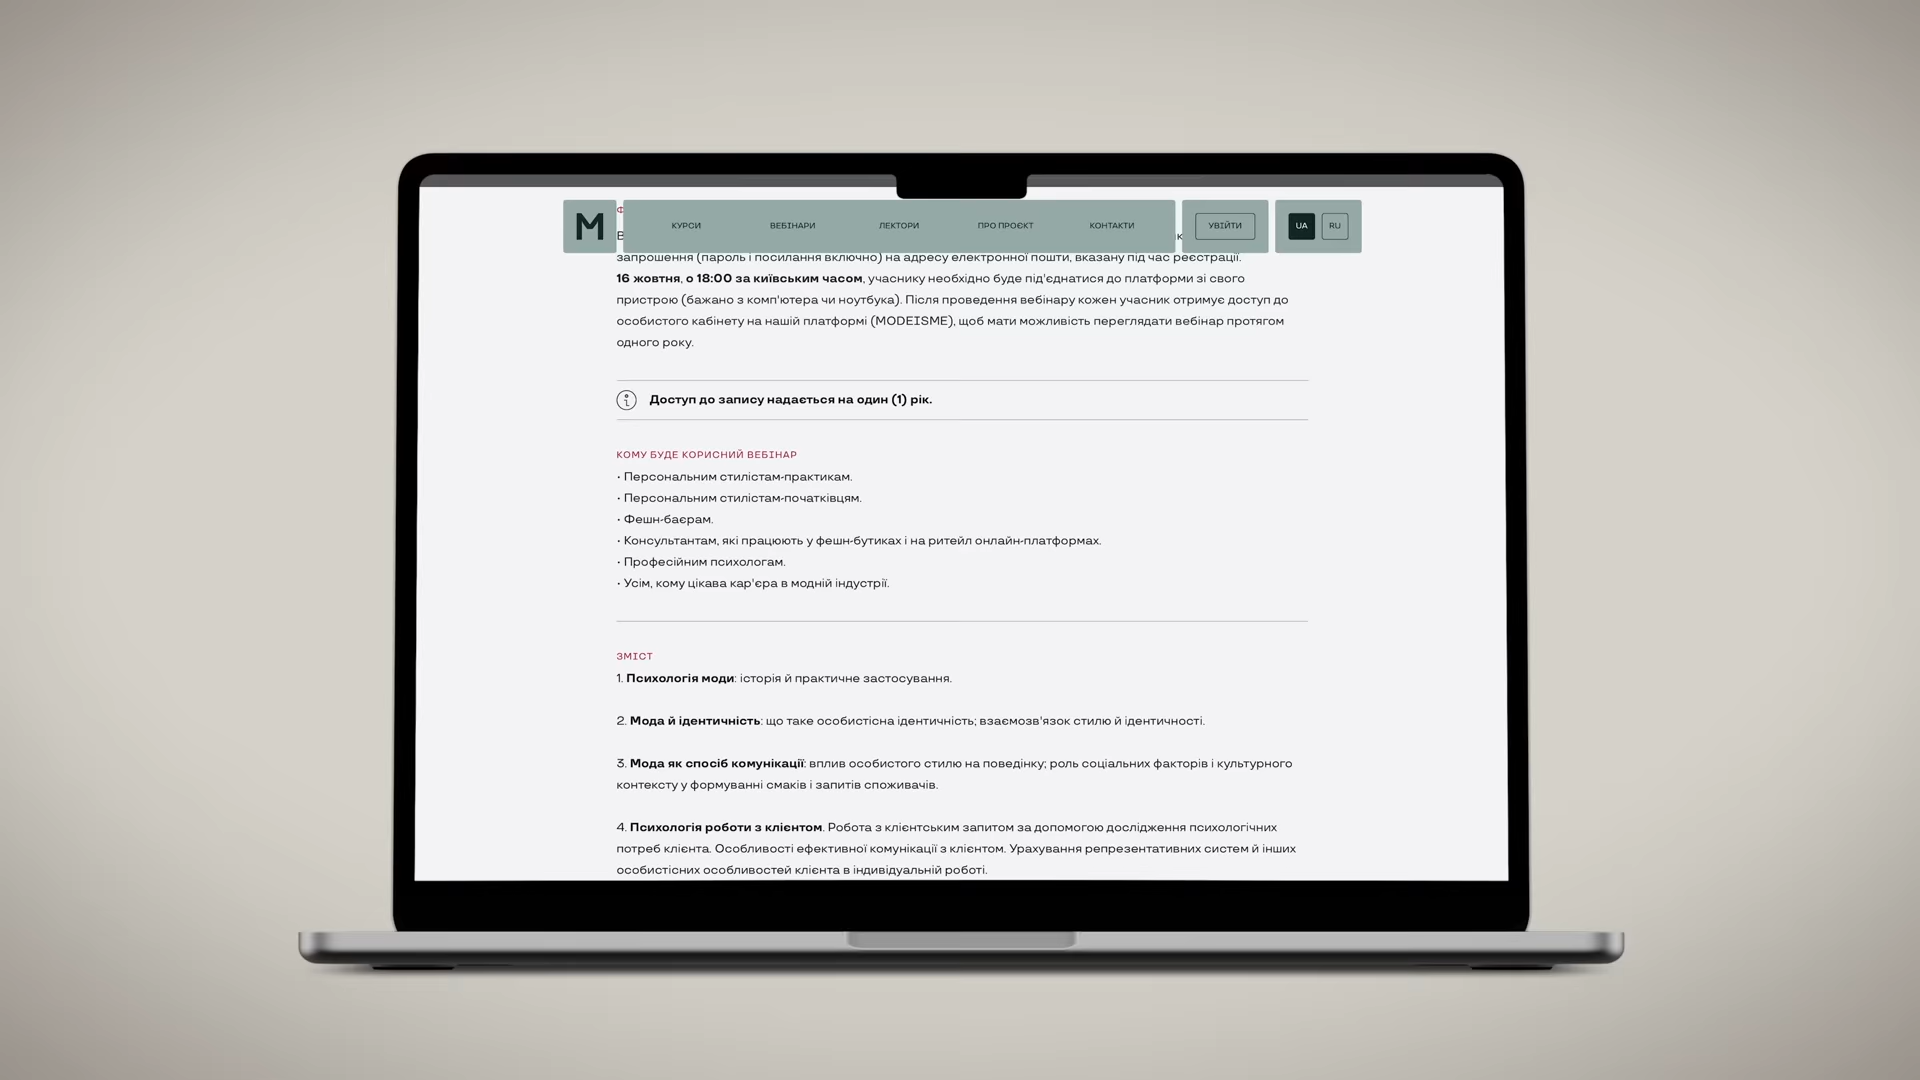 М
КУРСИ
ВЕБІНАРИ
ЛЕКТОРИ
ПРО ПРОЄКТ
КОНТАКТИ
УВІЙТИ
UA
RU
запрошення (пароль і посилання включно) на адресу електронної пошти, вказану під час реєстрації.
16 жовтня, о 18:00 за київським часом, учаснику необхідно буде під'єднатися до платформи зі свого
пристрою (бажано з комп'ютера чи ноутбука). Після проведення вебінару кожен учасник отримує доступ до
особистого кабінету на нашій платформі (MODEISME), щоб мати можливість переглядати вебінар протягом
одного року.
Доступ до запису надається на один (1) рік.
КОМУ БУДЕ КОРИСНИЙ ВЕБІНАР
• Персональним стилістам-практикам.
• Персональним стилістам-початківцям.
• Фешн-баєрам.
• Консультантам, які працюють у фешн-бутиках і на ритейл онлайн-платформах.
• Професійним психологам.
• Усім, кому цікава кар'єра в модній індустрії.
ЗМІСТ
1. Психологія моди: історія й практичне застосування.
2. Мода й ідентичність: що таке особистісна ідентичність; взаємозв'язок стилю й ідентичності.
3. Мода як спосіб комунікації: вплив особистого стилю на поведінку; роль соціальних факторів і культурного
контексту у формуванні смаків і запитів споживачів.
4. Психологія роботи з клієнтом. Робота з клієнтським запитом за допомогою дослідження психологічних
потреб клієнта. Особливості ефективної комунікації з клієнтом. Урахування репрезентативних систем й інших
особистісних особливостей клієнта в індивідуальній роботі.